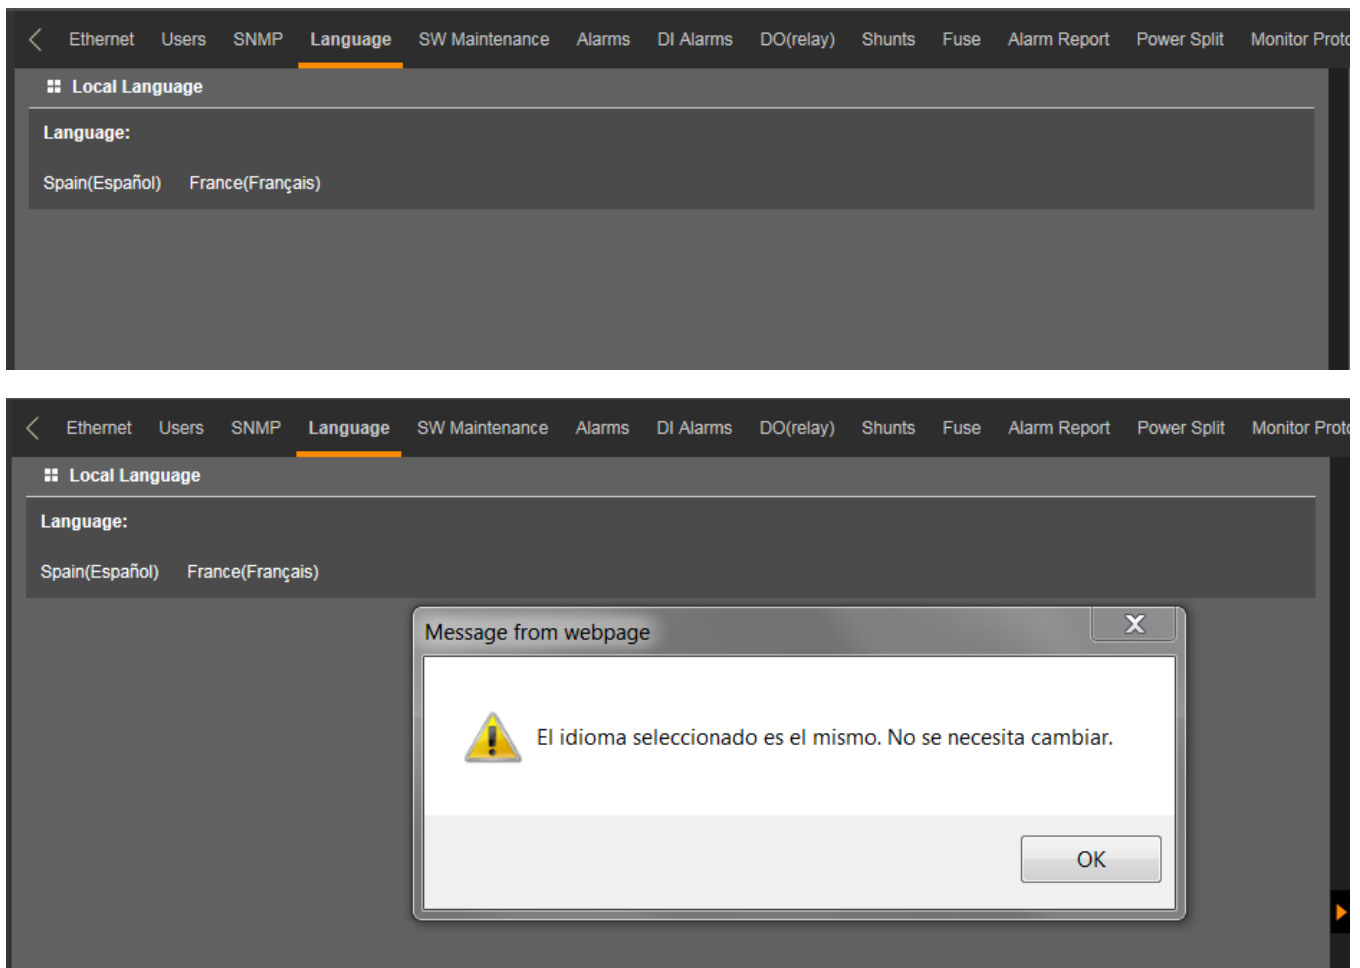 Ethernet Users SNMP Language SW Maintenance Alarms DI Alarms DO(relay) Shunts Fuse Alarm Report Power Split Monitor
Local Language
Language:
Spain(Español) France(Français)
Ethernet Users SNMP Language SW Maintenance Alarms DI Alarms DO(relay) Shunts Fuse Alarm Report Power Split Monitor
Local Language
Language:
Spain(Español) France(Français)
Message from webpage
El idioma seleccionado es el mismo. No se necesita cambiar.
OK